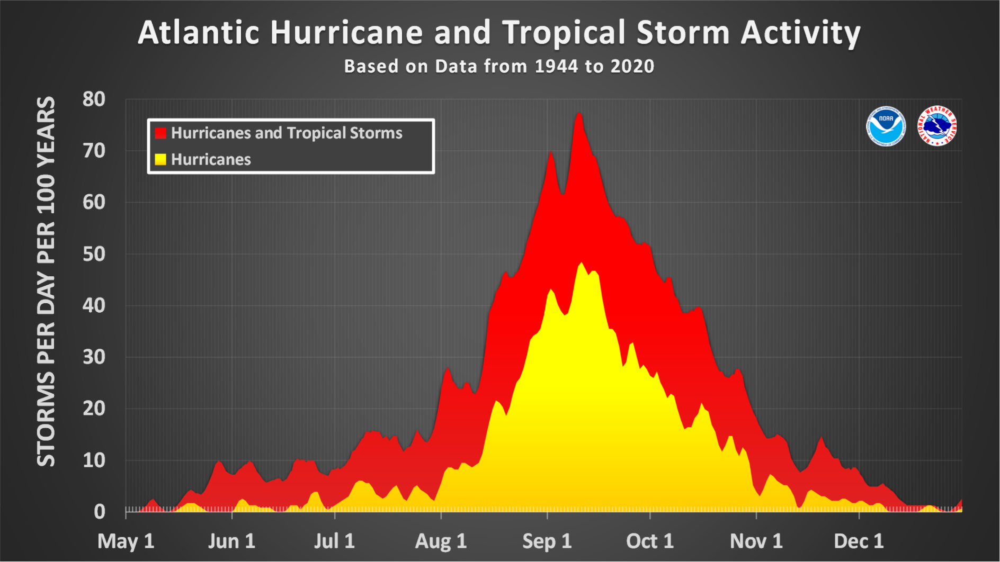 Atlantic Hurricane and Tropical Storm Activity
Based on Data from 1944 to 2020
STORMS PER DAY PER 100 YEARS
80
70
60
50
40
30
20
10
0
Hurricanes and Tropical Storms
Hurricanes
NOAA
NATIONAL WEATHER SERVICE
May 1
Jun 1
Jul 1
Aug 1
Sep 1
Oct 1
Nov 1
Dec 1